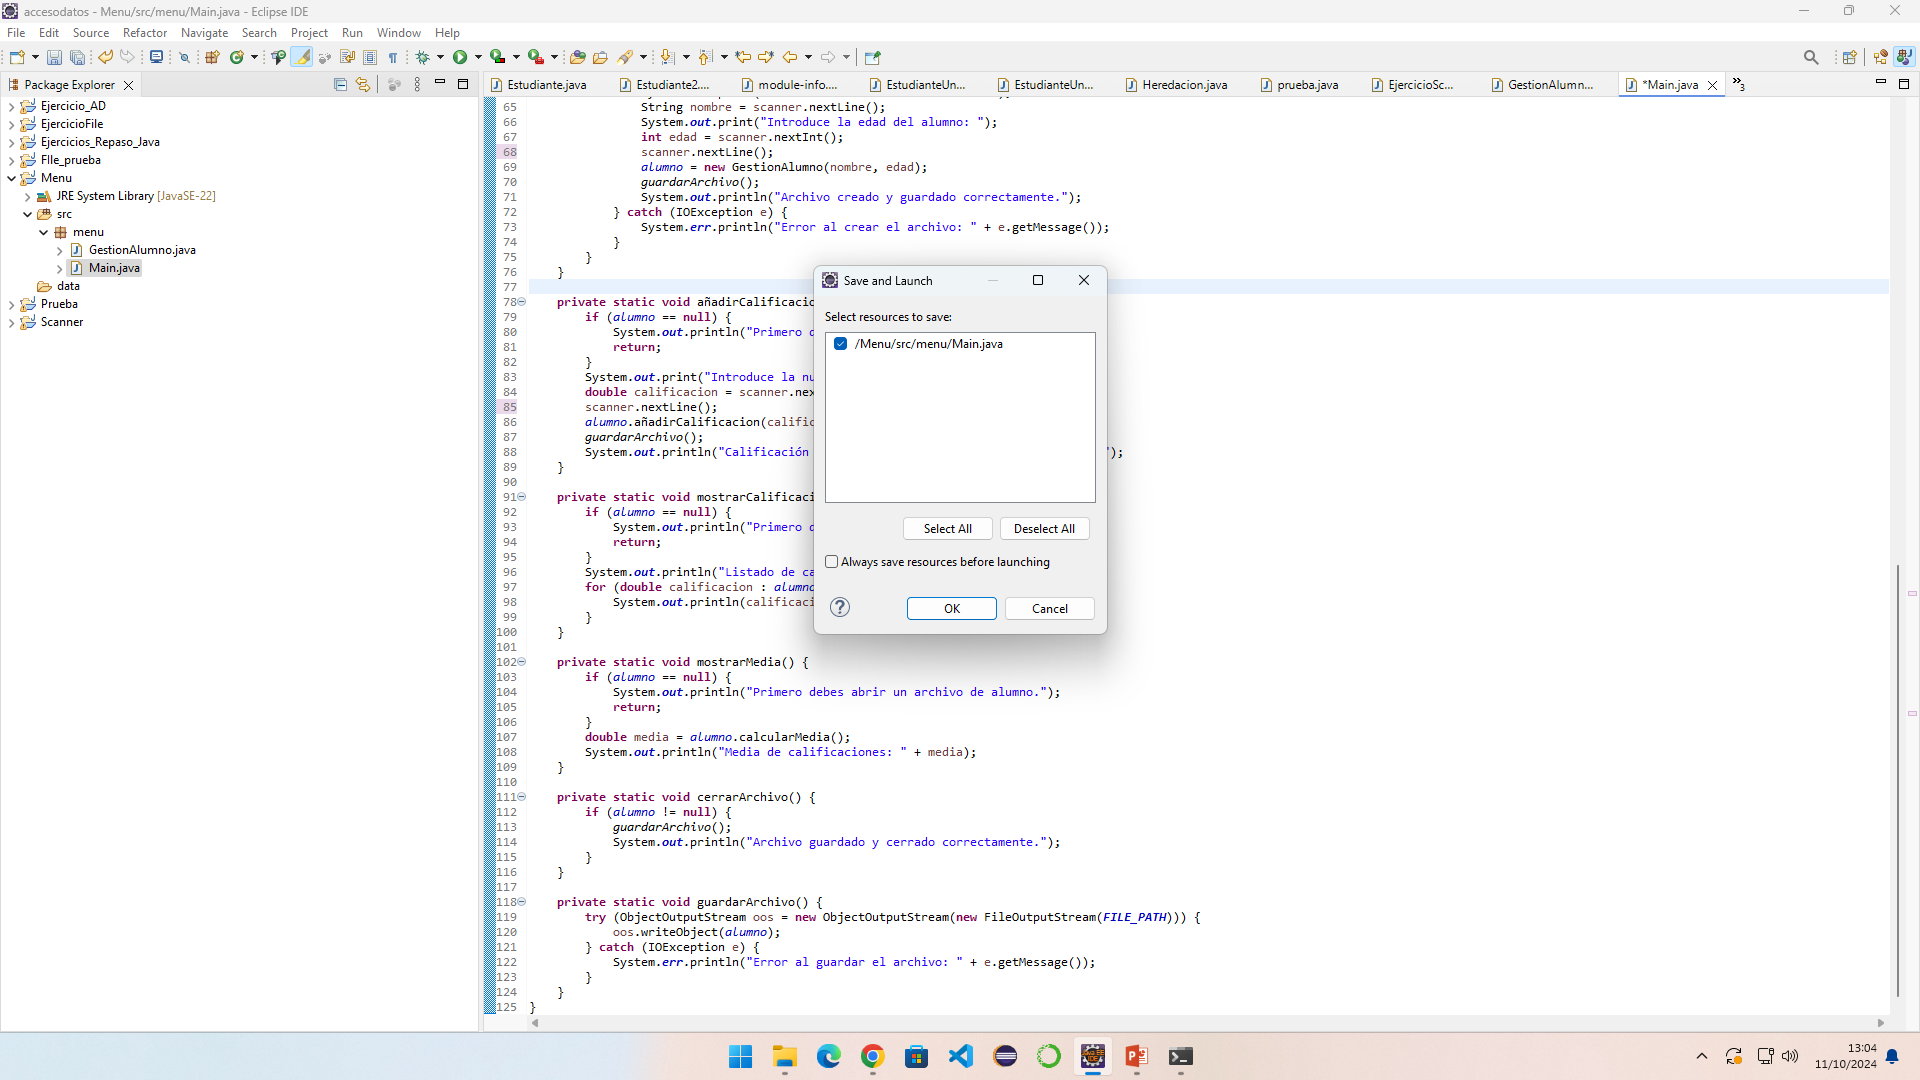 accesodatos - Menu/src/menu/Main.java - Eclipse IDE
File Edit Source Refactor Navigate Search Project Run Window Help
Package Explorer
Estudiante.java Estudiante2.... module-info.... EstudianteUn... EstudianteUn... Heredacion.java prueba.java EjercicioSc... GestionAlumn... *Main.java »3
Ejercicio_AD
EjercicioFile
Ejercicios_Repaso_Java
FIle_prueba
Menu
JRE System Library [JavaSE-22]
src
menu
GestionAlumno.java
Main.java
data
Prueba
Scanner
65 String nombre = scanner.nextLine();
66 System.out.print("Introduce la edad del alumno: ");
67 int edad = scanner.nextInt();
68 scanner.nextLine();
69 alumno = new GestionAlumno(nombre, edad);
70 guardarArchivo();
71 System.out.println("Archivo creado y guardado correctamente.");
72 } catch (IOException e) {
73 System.err.println("Error al crear el archivo: " + e.getMessage());
74 }
75 }
76 }
77
78 private static void añadirCalificacio
79 if (alumno == null) {
80 System.out.println("Primero d
81 return;
82 }
83 System.out.print("Introduce la nu
84 double calificacion = scanner.nex
85 scanner.nextLine();
86 alumno.añadirCalificacion(calific
87 guardarArchivo();
88 System.out.println("Calificación ");
89 }
90
91 private static void mostrarCalificaci
92 if (alumno == null) {
93 System.out.println("Primero d
94 return;
95 }
96 System.out.println("Listado de ca
97 for (double calificacion : alumno
98 System.out.println(calificaci
99 }
100 }
101
102 private static void mostrarMedia() {
103 if (alumno == null) {
104 System.out.println("Primero debes abrir un archivo de alumno.");
105 return;
106 }
107 double media = alumno.calcularMedia();
108 System.out.println("Media de calificaciones: " + media);
109 }
110
111 private static void cerrarArchivo() {
112 if (alumno != null) {
113 guardarArchivo();
114 System.out.println("Archivo guardado y cerrado correctamente.");
115 }
116 }
117
118 private static void guardarArchivo() {
119 try (ObjectOutputStream oos = new ObjectOutputStream(new FileOutputStream(FILE_PATH))) {
120 oos.writeObject(alumno);
121 } catch (IOException e) {
122 System.err.println("Error al guardar el archivo: " + e.getMessage());
123 }
124 }
125 }
Save and Launch
Select resources to save:
/Menu/src/menu/Main.java
Select All Deselect All
Always save resources before launching
OK Cancel
13:04
11/10/2024